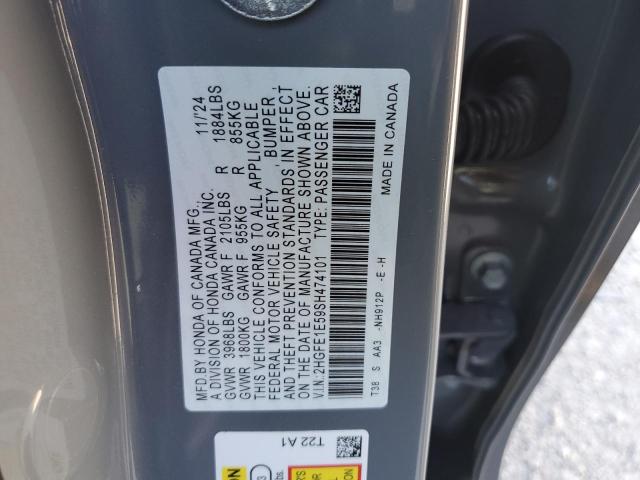 MFD.BY HONDA OF CANADA MFG., 11/'24
A DIVISION OF HONDA CANADA INC.
GVWR 3968LBS GAWR F 2105LBS R 1884LBS
GVWR 1800KG GAWR F 955KG R 855KG
THIS VEHICLE CONFORMS TO ALL APPLICABLE
FEDERAL MOTOR VEHICLE SAFETY, BUMPER,
AND THEFT PREVENTION STANDARDS IN EFFECT
ON THE DATE OF MANUFACTURE SHOWN ABOVE.
V.I.N.:2HGFE1E59SH474101 TYPE:PASSENGER CAR
T38 S AA3 -NH912P -E -H
MADE IN CANADA
T22 A1